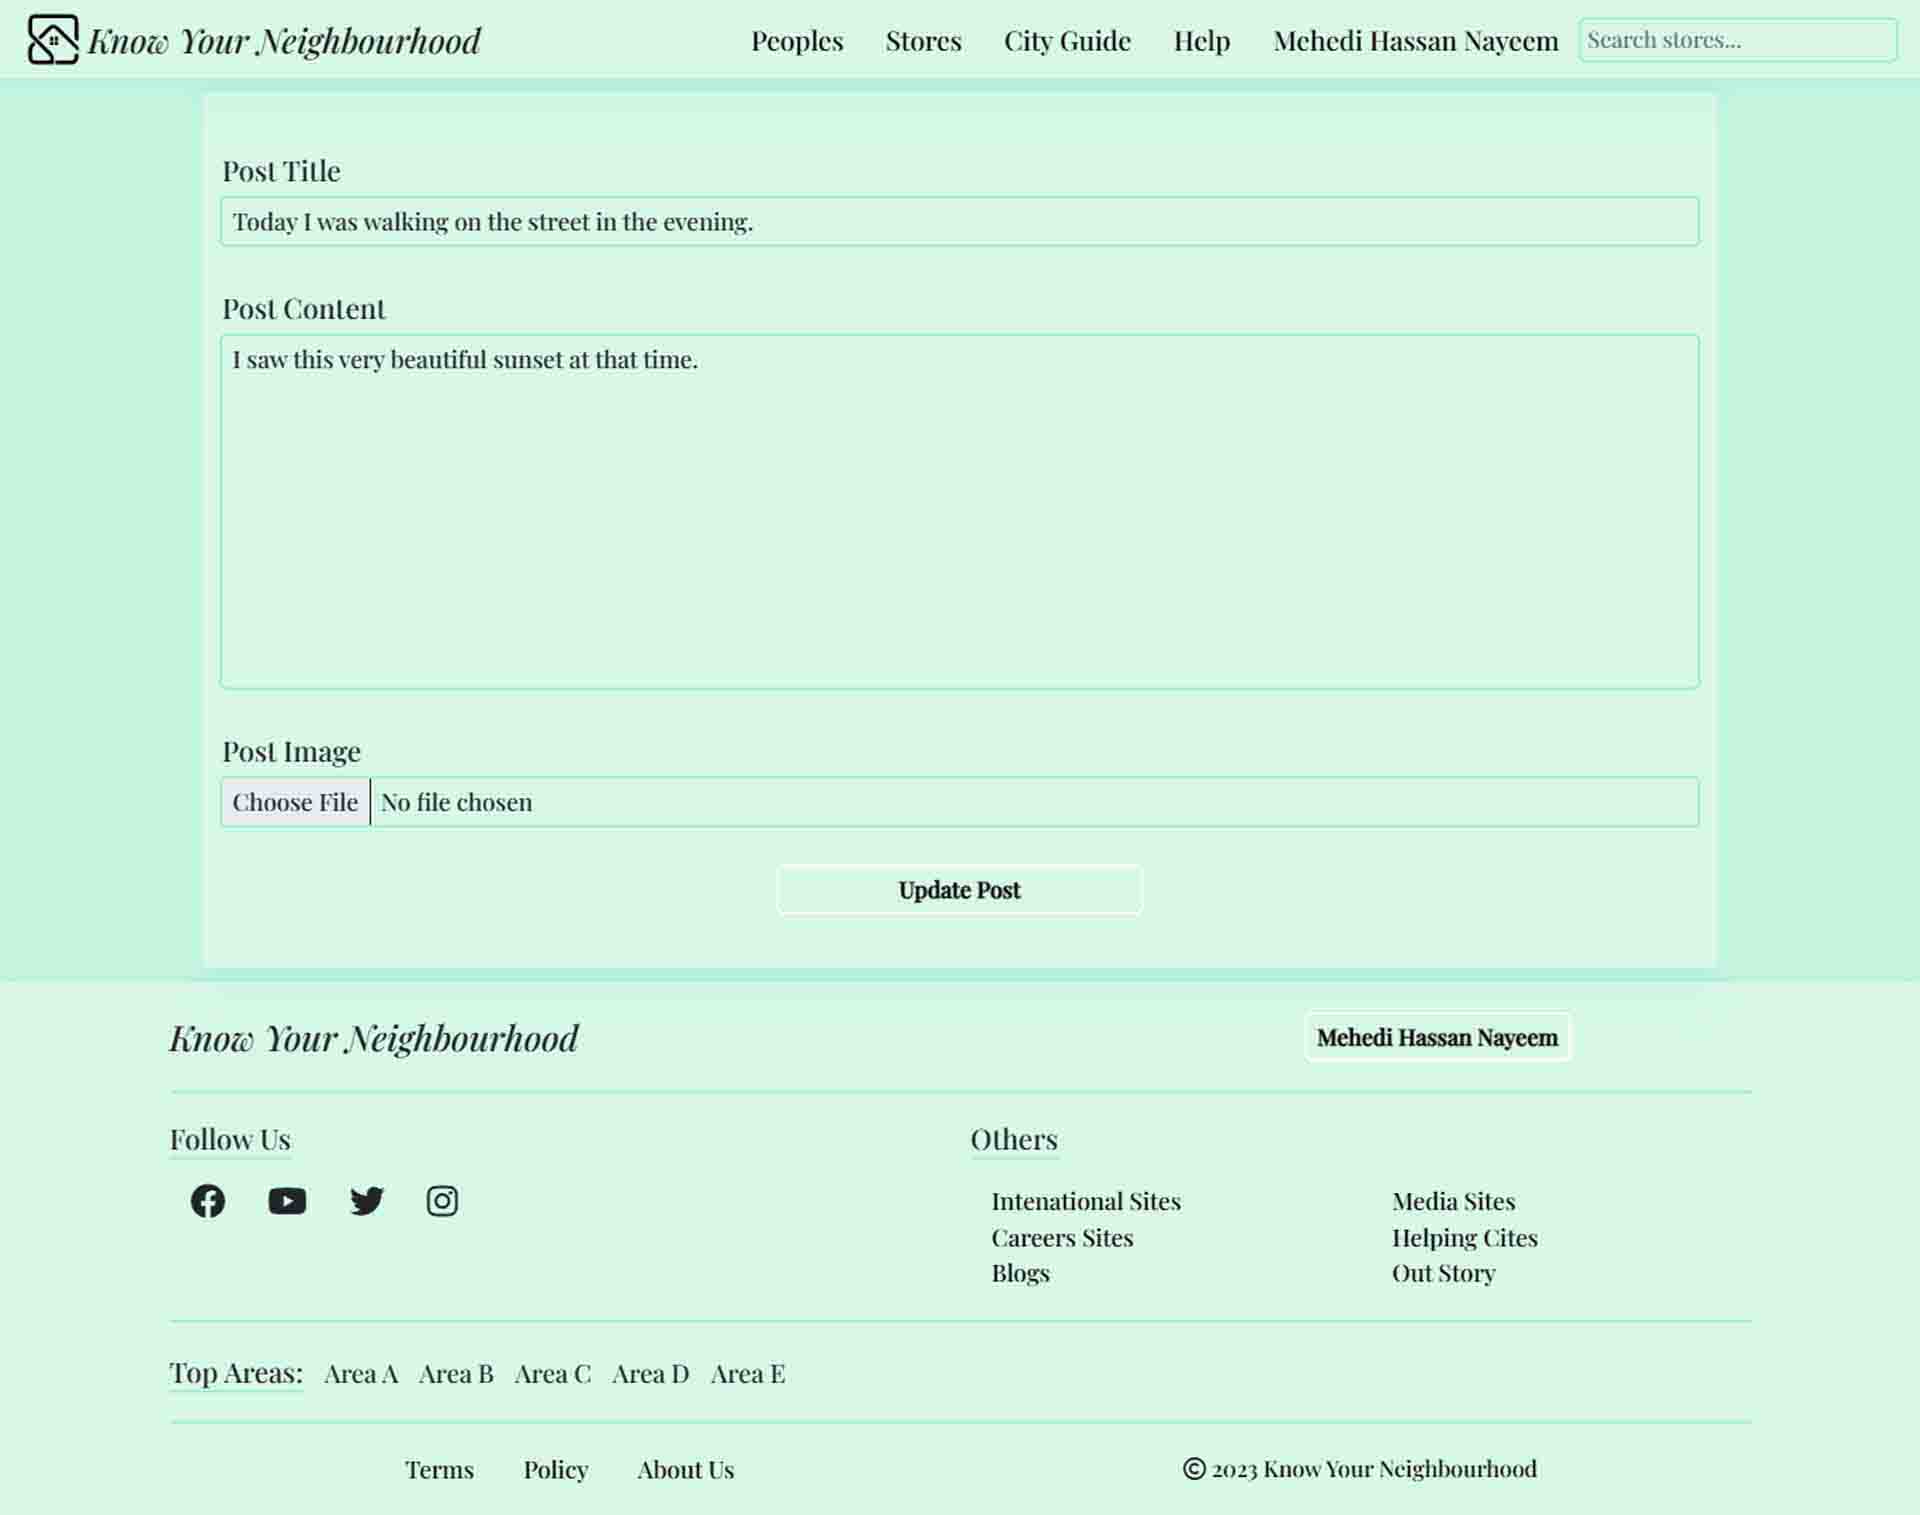 Know Your Neighbourhood Peoples Stores City Guide Help Mehedi Hassan Nayeem Search stores...
Post Title
Today I was walking on the street in the evening.
Post Content
I saw this very beautiful sunset at that time.
Post Image
Choose File No file chosen
Update Post
Know Your Neighbourhood Mehedi Hassan Nayeem
Follow Us Others
Intenational Sites Media Sites
Careers Sites Helping Cites
Blogs Out Story
Top Areas: Area A Area B Area C Area D Area E
Terms Policy About Us © 2023 Know Your Neighbourhood